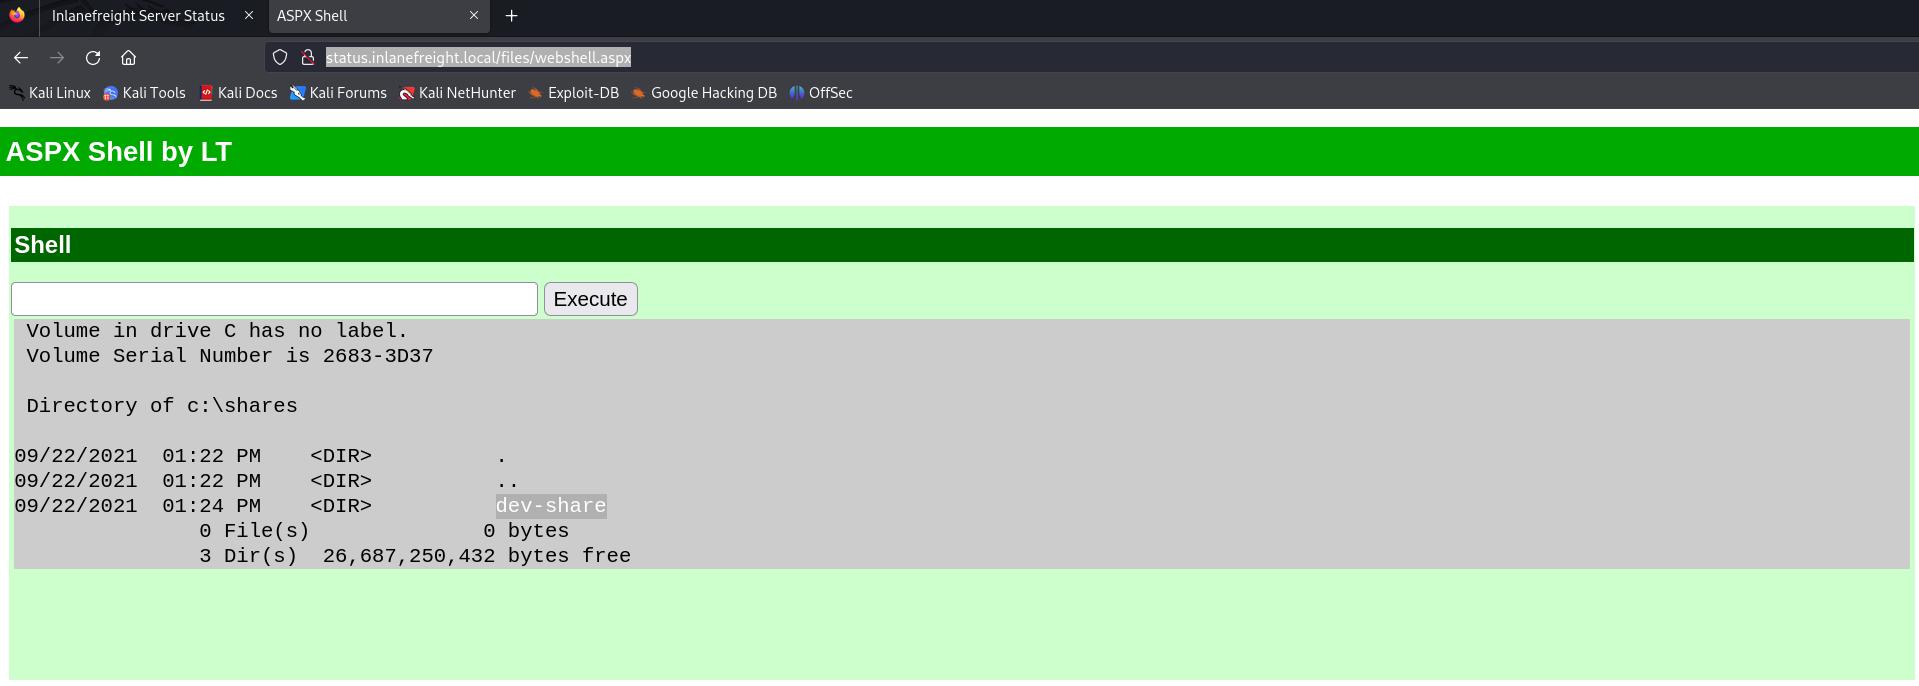 Inlanefreight Server Status × ASPX Shell × +
status.inlanefreight.local/files/webshell.aspx
Kali Linux Kali Tools Kali Docs Kali Forums Kali NetHunter Exploit-DB Google Hacking DB OffSec
ASPX Shell by LT
Shell
Execute
Volume in drive C has no label.
Volume Serial Number is 2683-3D37
Directory of c:\shares
09/22/2021  01:22 PM    <DIR>          .
09/22/2021  01:22 PM    <DIR>          ..
09/22/2021  01:24 PM    <DIR>          dev-share
0 File(s)              0 bytes
3 Dir(s)  26,687,250,432 bytes free